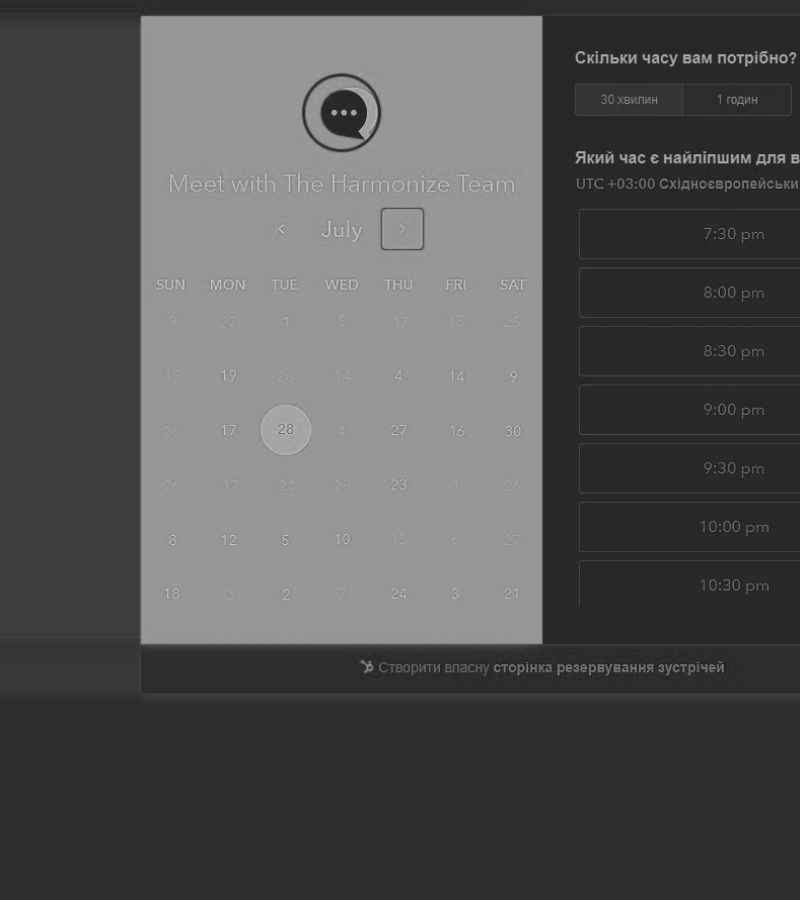 Meet with The Harmonize Team
< July >
SUN MON TUE WED THU FRI SAT
9 27 1 5 17 15 25
15 19 28 14 4 14 9
26 17 28 4 27 16 30
26 17 24 28 23 1 26
8 12 5 10 13 6 27
18 3 2 7 24 3 21
Скільки часу вам потрібно?
30 хвилин 1 годин
Який час є найліпшим для в
UTC +03:00 Східноєвропейськи
7:30 pm
8:00 pm
8:30 pm
9:00 pm
9:30 pm
10:00 pm
10:30 pm
Створити власну сторінка резервування зустрічей